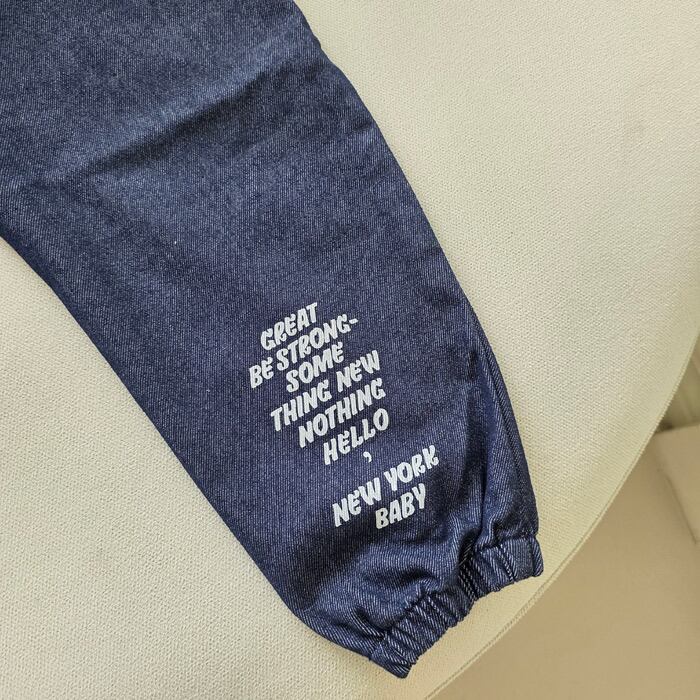 GREAT
BE STRONG-
SOME
THING NEW
NOTHING
HELLO
,
NEW YORK
BABY